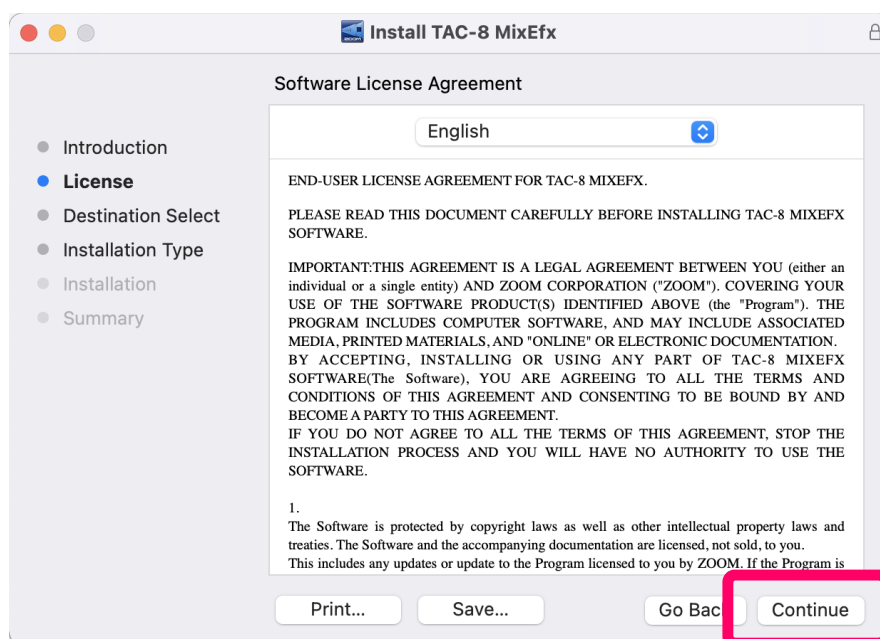 Install TAC-8 MixEfx
Software License Agreement
English
Introduction
License
Destination Select
Installation Type
Installation
Summary
END-USER LICENSE AGREEMENT FOR TAC-8 MIXEFX.
PLEASE READ THIS DOCUMENT CAREFULLY BEFORE INSTALLING TAC-8 MIXEFX
SOFTWARE.
IMPORTANT:THIS AGREEMENT IS A LEGAL AGREEMENT BETWEEN YOU (either an
individual or a single entity) AND ZOOM CORPORATION ("ZOOM"). COVERING YOUR
USE OF THE SOFTWARE PRODUCT(S) IDENTIFIED ABOVE (the "Program"). THE
PROGRAM INCLUDES COMPUTER SOFTWARE, AND MAY INCLUDE ASSOCIATED
MEDIA, PRINTED MATERIALS, AND "ONLINE" OR ELECTRONIC DOCUMENTATION.
BY ACCEPTING, INSTALLING OR USING ANY PART OF TAC-8 MIXEFX
SOFTWARE(The Software), YOU ARE AGREEING TO ALL THE TERMS AND
CONDITIONS OF THIS AGREEMENT AND CONSENTING TO BE BOUND BY AND
BECOME A PARTY TO THIS AGREEMENT.
IF YOU DO NOT AGREE TO ALL THE TERMS OF THIS AGREEMENT, STOP THE
INSTALLATION PROCESS AND YOU WILL HAVE NO AUTHORITY TO USE THE
SOFTWARE.
1.
The Software is protected by copyright laws as well as other intellectual property laws and
treaties. The Software and the accompanying documentation are licensed, not sold, to you.
This includes any updates or update to the Program licensed to you by ZOOM. If the Program is
Print...
Save...
Go Bac
Continue